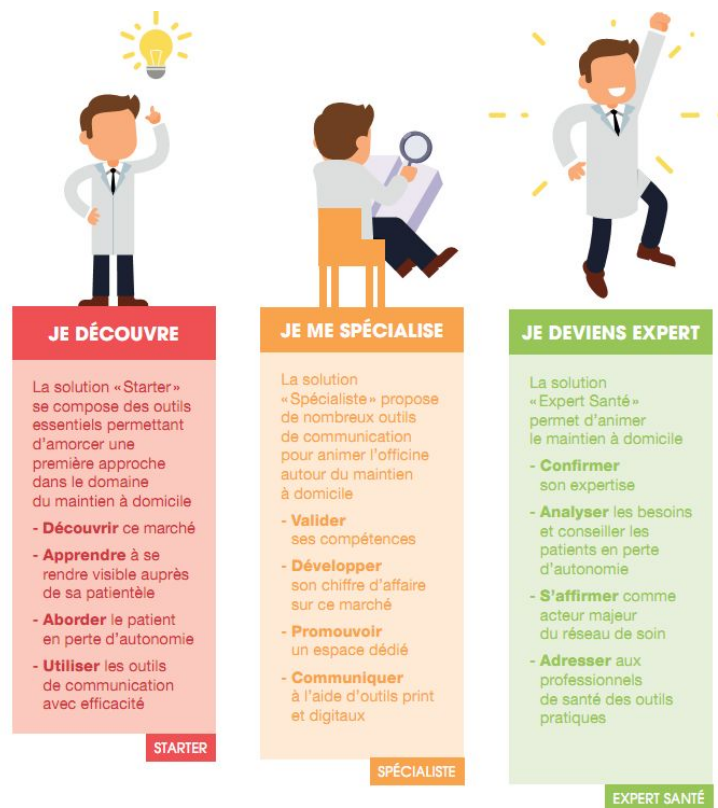 JE DÉCOUVRE
La solution «Starter»
se compose des outils
essentiels permettant
d'amorcer une
première approche
dans le domaine
du maintien à domicile
- Découvrir ce marché
- Apprendre à se
rendre visible auprès
de sa patientèle
- Aborder le patient
en perte d'autonomie
- Utiliser les outils
de communication
avec efficacité
STARTER
JE ME SPÉCIALISE
La solution
«Spécialiste» propose
de nombreux outils
de communication
pour animer l'officine
autour du maintien
à domicile
- Valider
ses compétences
- Développer
son chiffre d'affaire
sur ce marché
- Promouvoir
un espace dédié
- Communiquer
à l'aide d'outils print
et digitaux
SPÉCIALISTE
JE DEVIENS EXPERT
La solution
«Expert Santé»
permet d'animer
le maintien à domicile
- Confirmer
son expertise
- Analyser les besoins
et conseiller les
patients en perte
d'autonomie
- S'affirmer comme
acteur majeur
du réseau de soin
- Adresser aux
professionnels
de santé des outils
pratiques
EXPERT SANTÉ